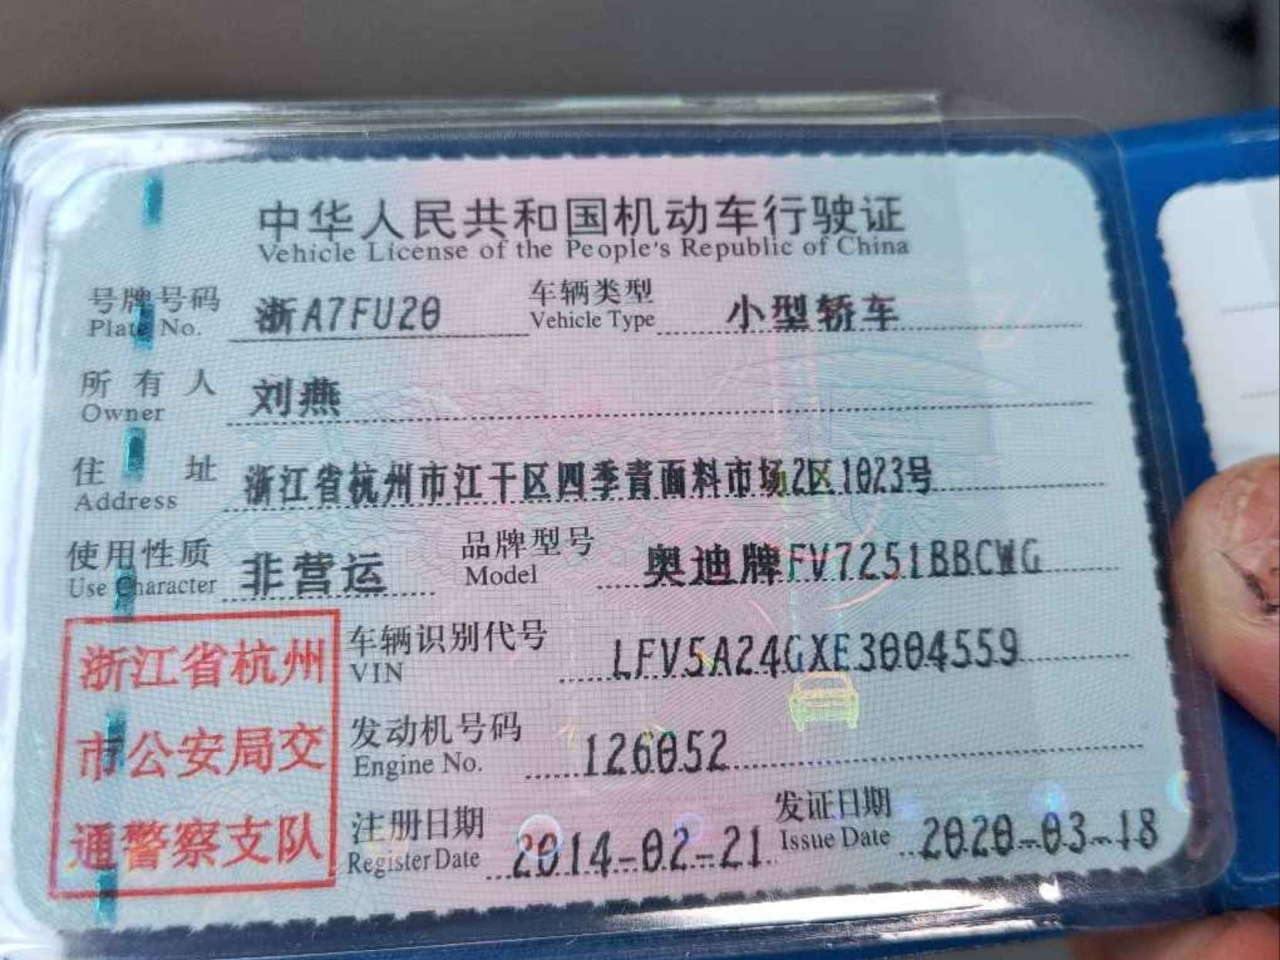 中华人民共和国机动车行驶证
Vehicle License of the People's Republic of China
号牌号码 浙A7FU20 车辆类型 小型轿车
Plate No. Vehicle Type
所有人 刘燕
Owner
住址 浙江省杭州市江干区四季青面料市场2区1023号
Address
使用性质 非营运 品牌型号 奥迪牌FV7251BBCWG
Use Character Model
浙江省杭州
市公安局交
通警察支队
车辆识别代号 LFV5A24GXE3004559
VIN
发动机号码 126052
Engine No.
注册日期 2014-02-21 发证日期 2020-03-18
Register Date Issue Date